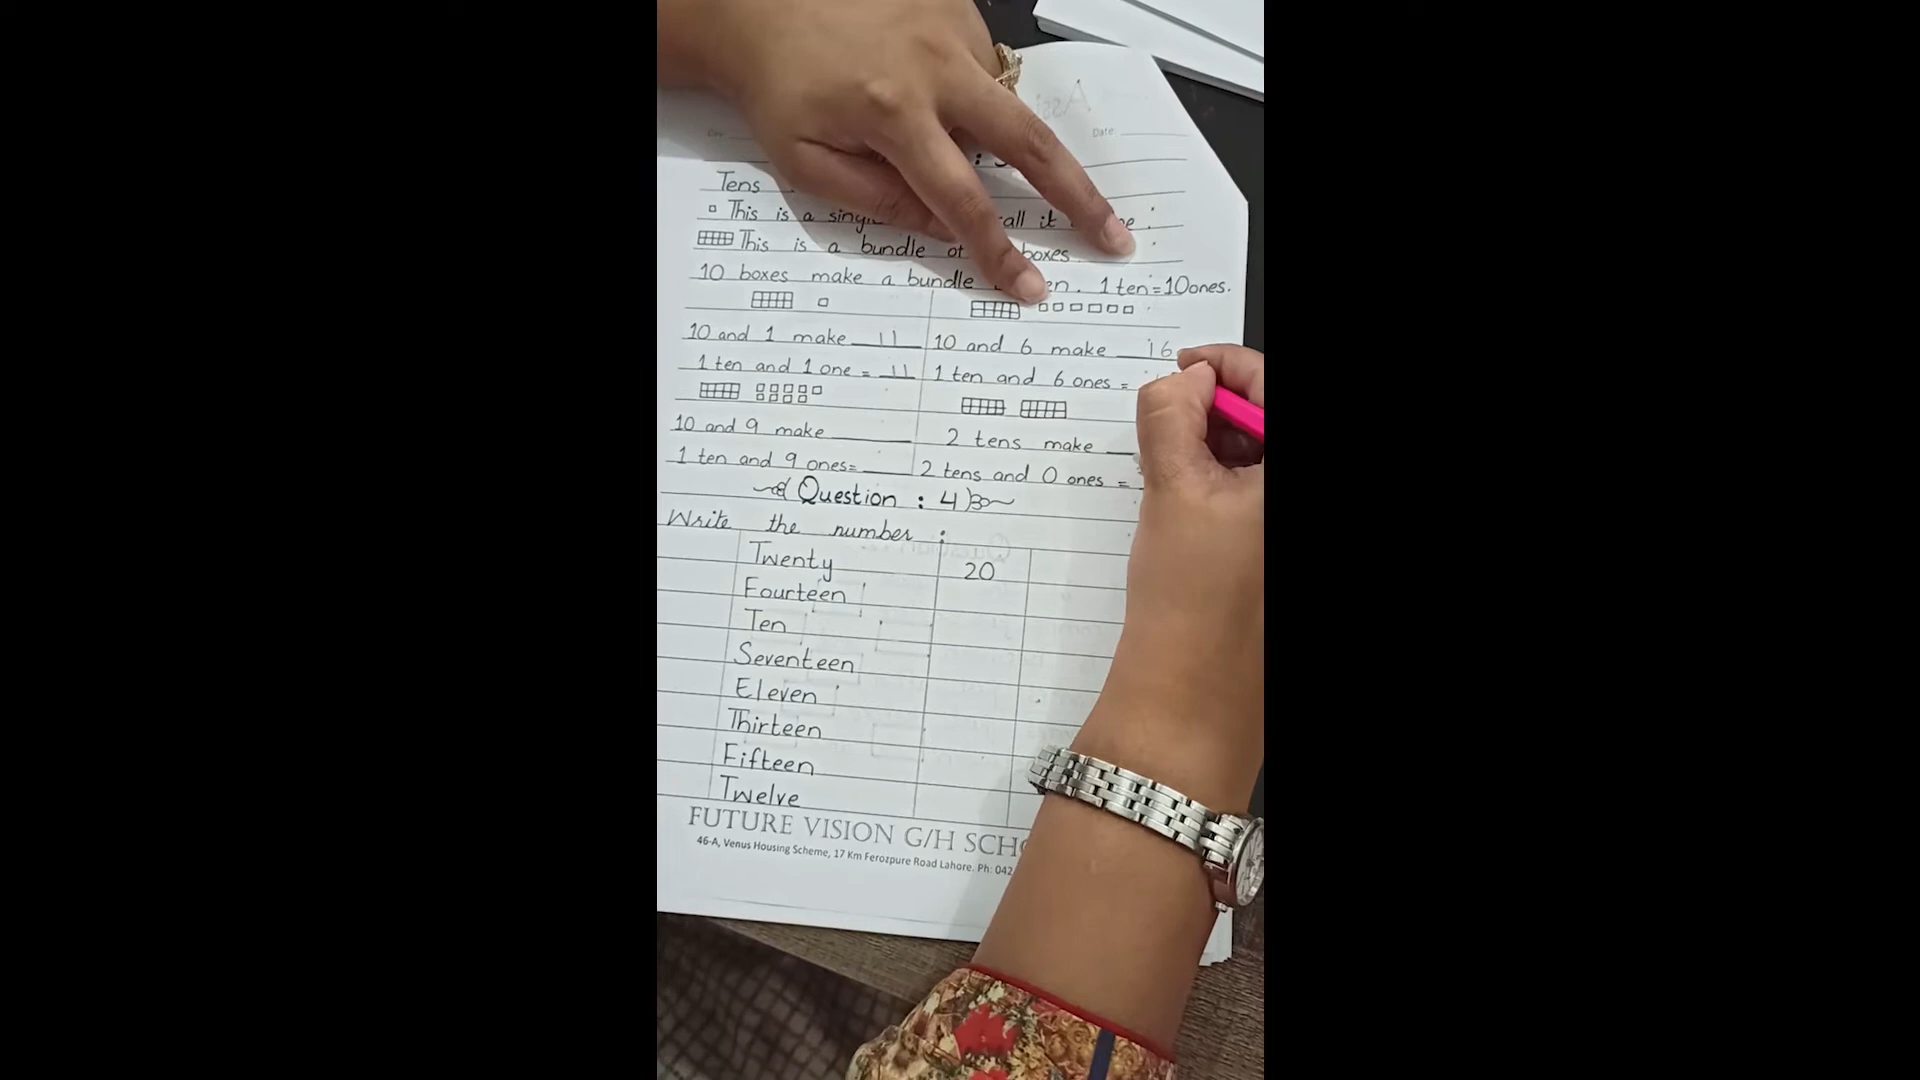 Date
Tens
This is a call it
This is a bundle of boxes
10 boxes make a bundle 1 ten = 10 ones.
10 and 1 make 11
10 and 6 make 16
1 ten and 1 one = 11
1 ten and 6 ones =
10 and 9 make
2 tens make
1 ten and 9 ones =
2 tens and 0 ones =
Question : 4
Write the number :
Twenty 20
Fourteen
Ten
Seventeen
Eleven
Thirteen
Fifteen
Twelve
FUTURE VISION G/H
46-A, Venus Housing Scheme, 17 Km Ferozpure Road Lahore. Ph: 042